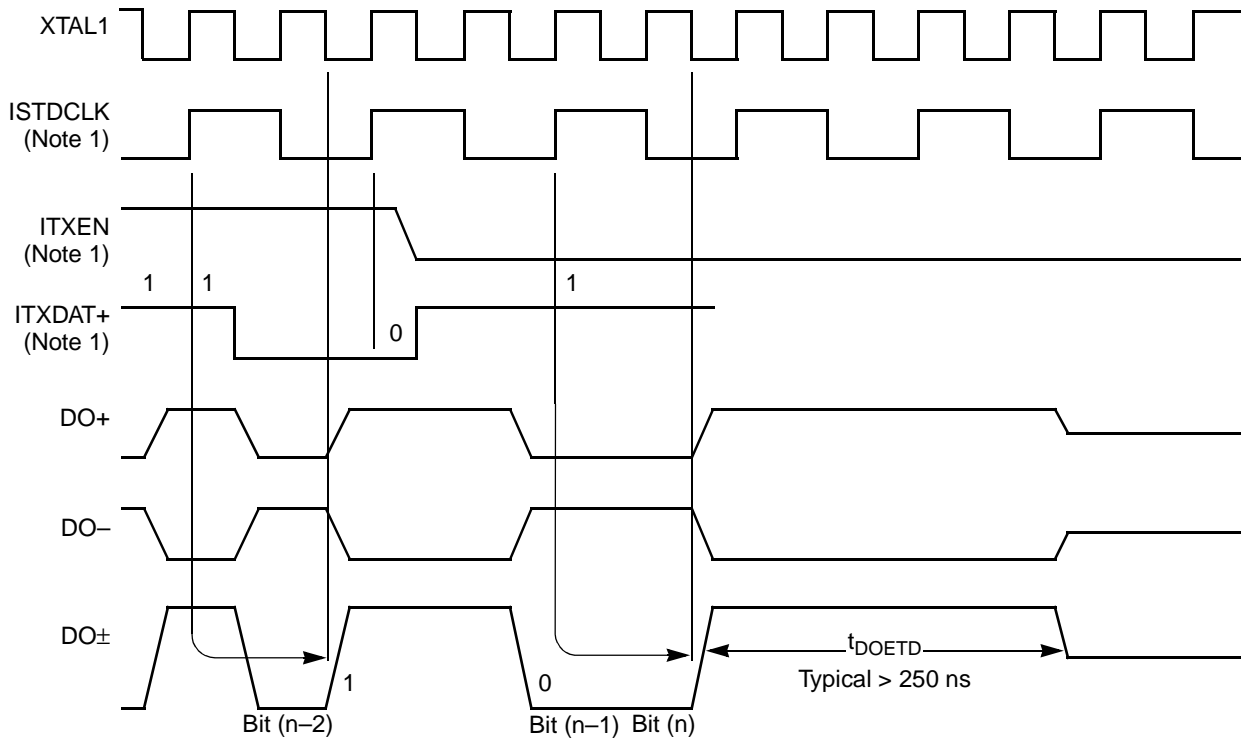 XTAL1
ISTDCLK
(Note 1)
ITXEN
(Note 1)
1 1 1
ITXDAT+
(Note 1)
0
DO+
DO–
DO±
tDOETD
1 0 Typical > 250 ns
Bit (n–2) Bit (n–1) Bit (n)